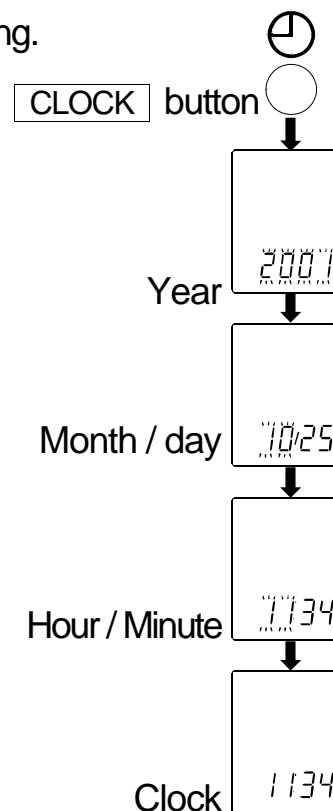 ng.
CLOCK button
2007
Year
Month / day 10/25
Hour / Minute 11 34
Clock 11 34